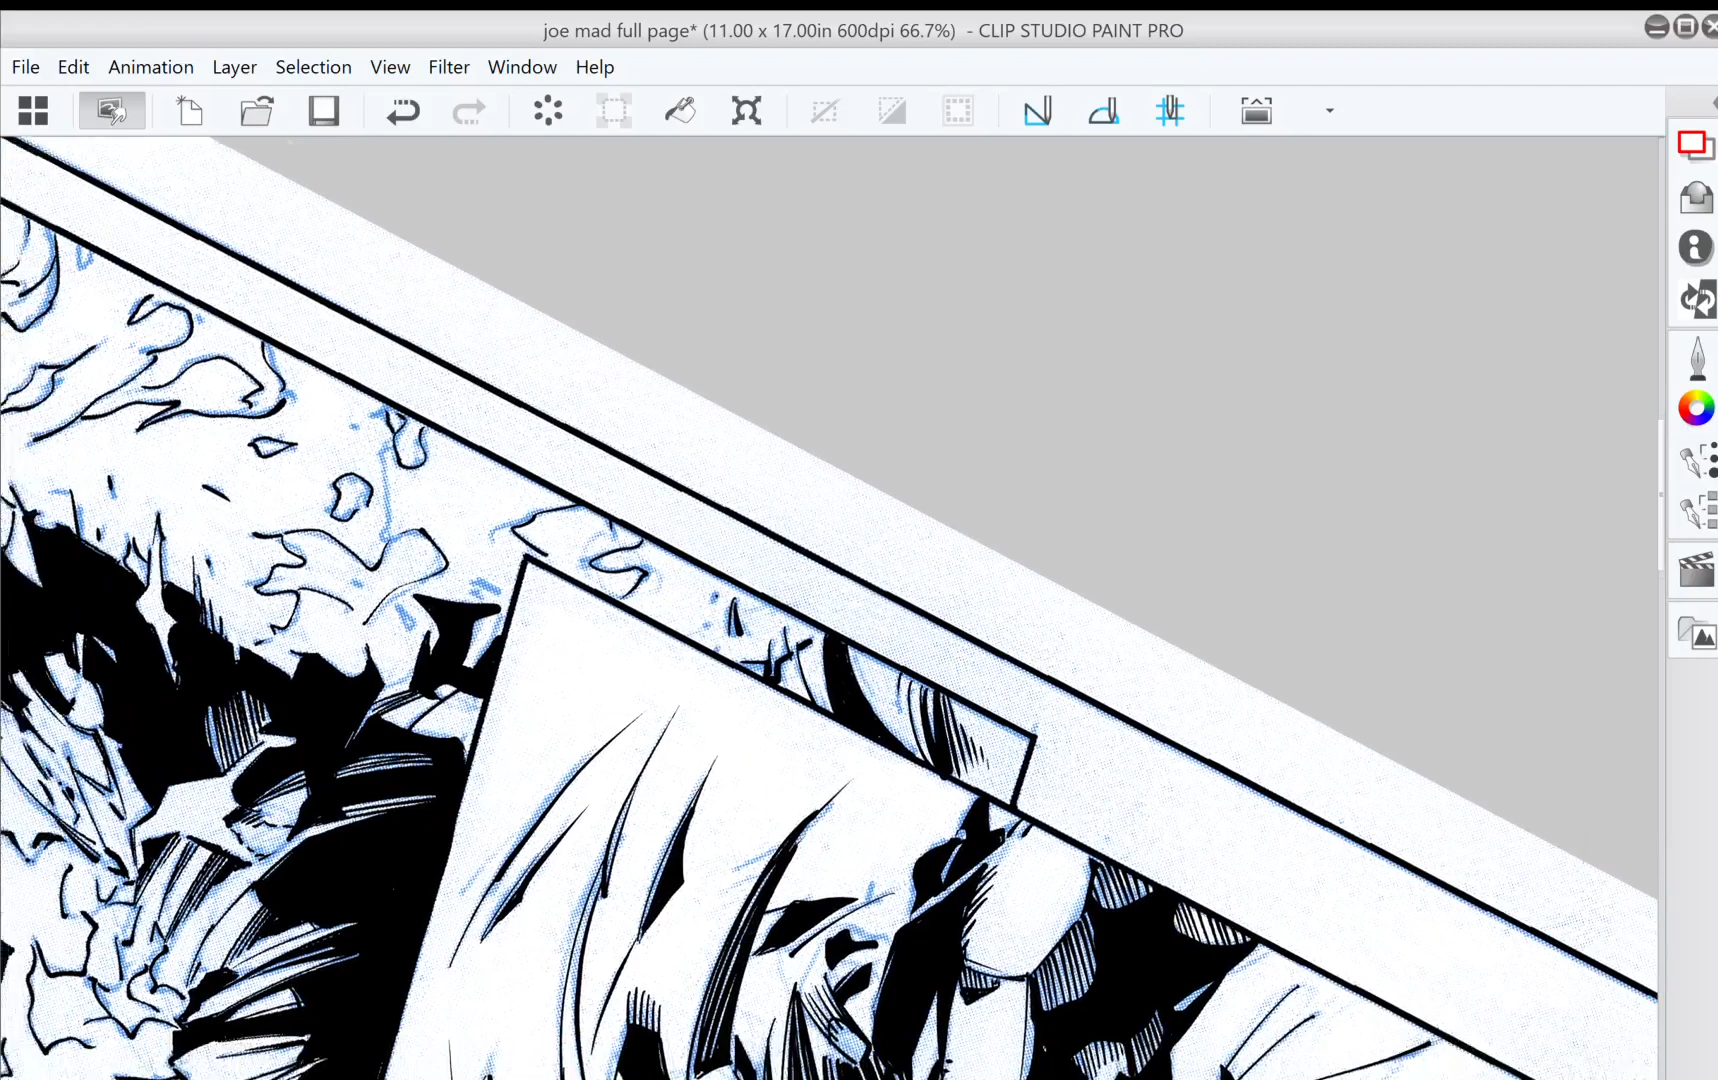 joe mad full page* (11.00 x 17.00in 600dpi 66.7%)  - CLIP STUDIO PAINT PRO
File Edit Animation Layer Selection View Filter Window Help